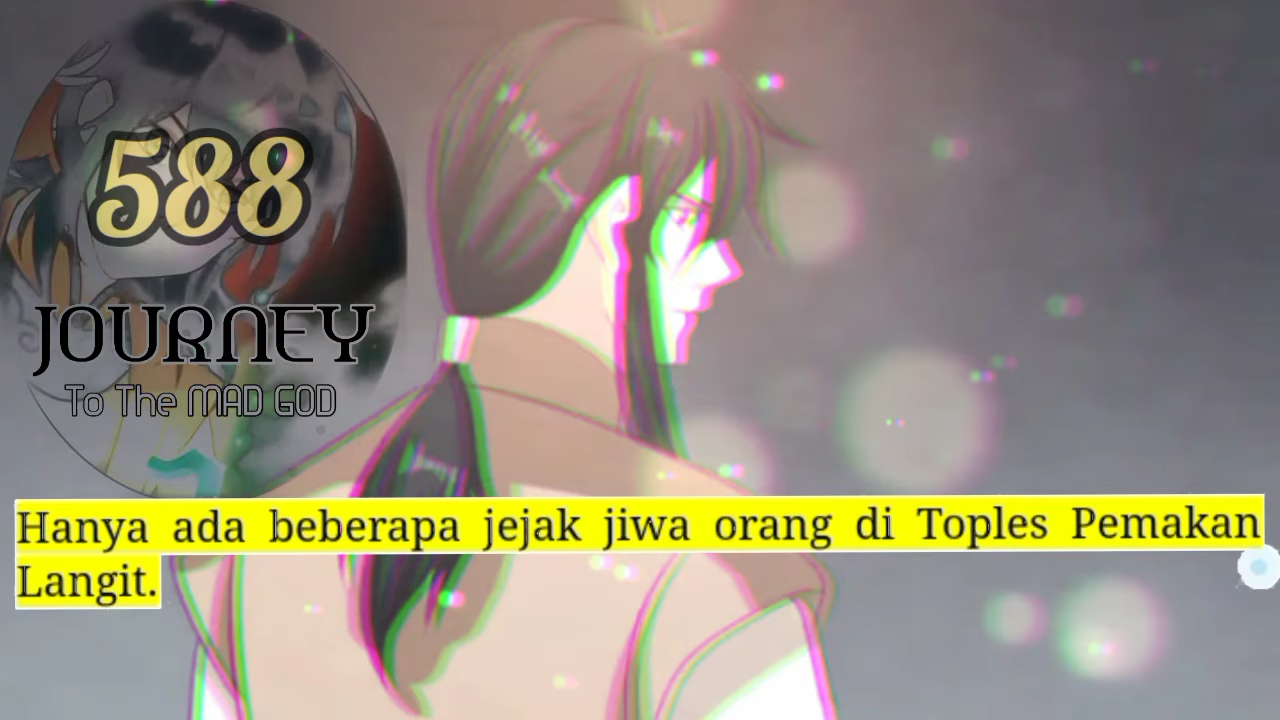 588
JOURNEY
To The MAD GOD
Hanya ada beberapa jejak jiwa orang di Toples Pemakan
Langit.